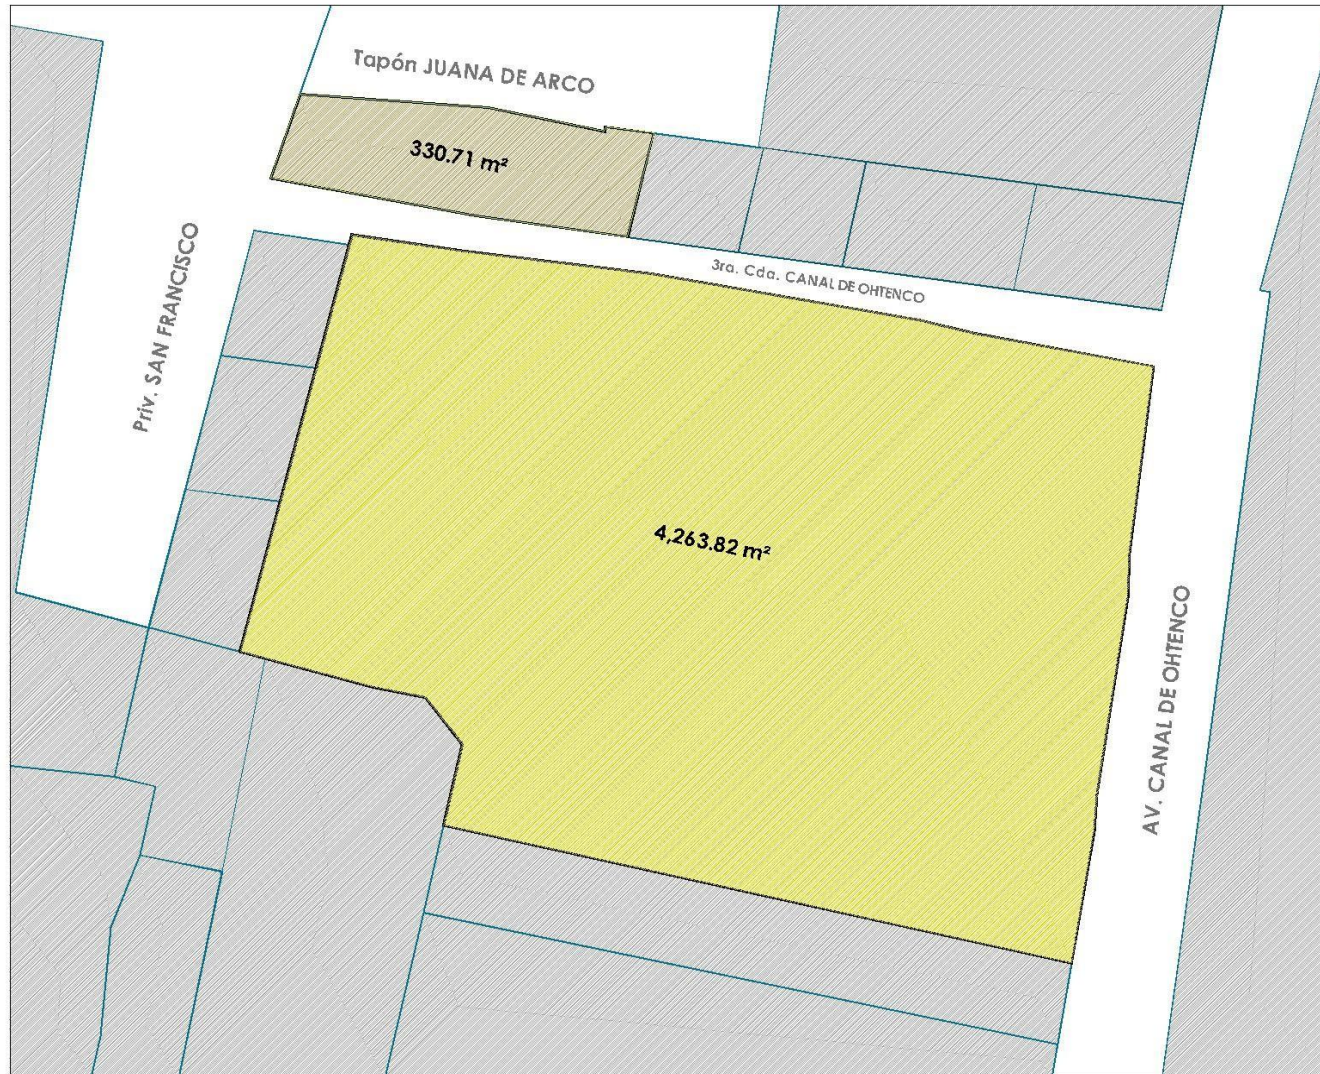 Tapón JUANA DE ARCO
330.71 m²
Priv. SAN FRANCISCO
3ra. Cda. CANAL DE OHTENCO
4,263.82 m²
AV. CANAL DE OHTENCO